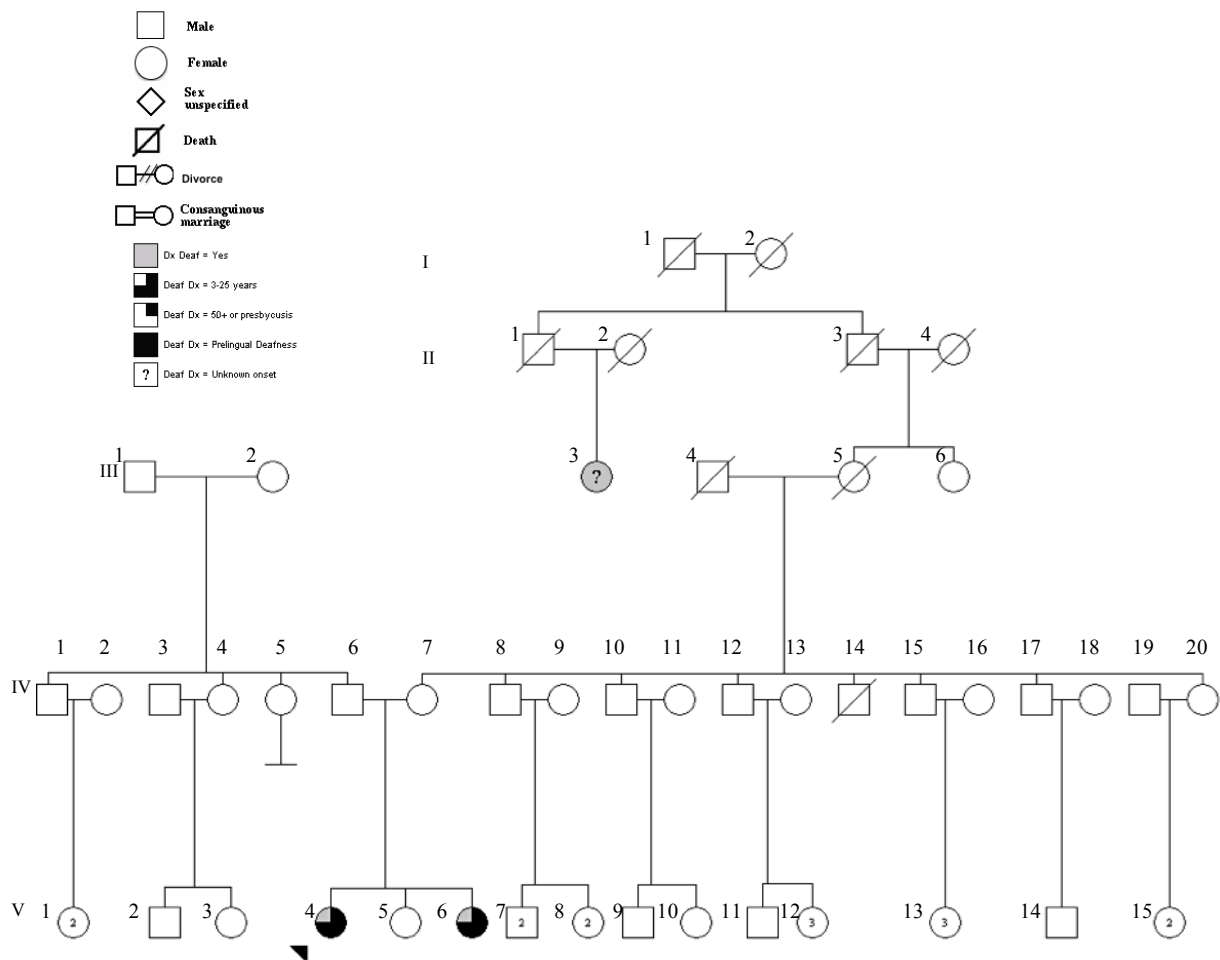 Male
Female
Sex
unspecified
Death
Divorce
Consanguinous
marriage
Dx Deaf = Yes
Deaf Dx = 3-25 years
Deaf Dx = 50+ or presbycusis
Deaf Dx = Prelingual Deafness
? Deaf Dx = Unknown onset
I 1 2
1 2 3 4
II
III 1 2 3 4 5 6
?
1 2 3 4 5 6 7 8 9 10 11 12 13 14 15 16 17 18 19 20
IV
V 1 2 3 4 5 6 7 8 9 10 11 12 13 14 15
2 2 2 3 3 2